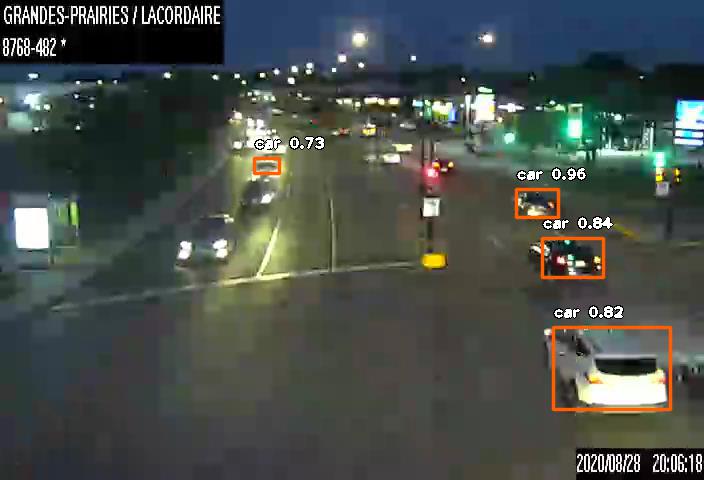 GRANDES-PRAIRIES / LACORDAIRE
8768-482 *
car 0.73
car 0.96
car 0.84
car 0.82
2020/08/28 20:06:18